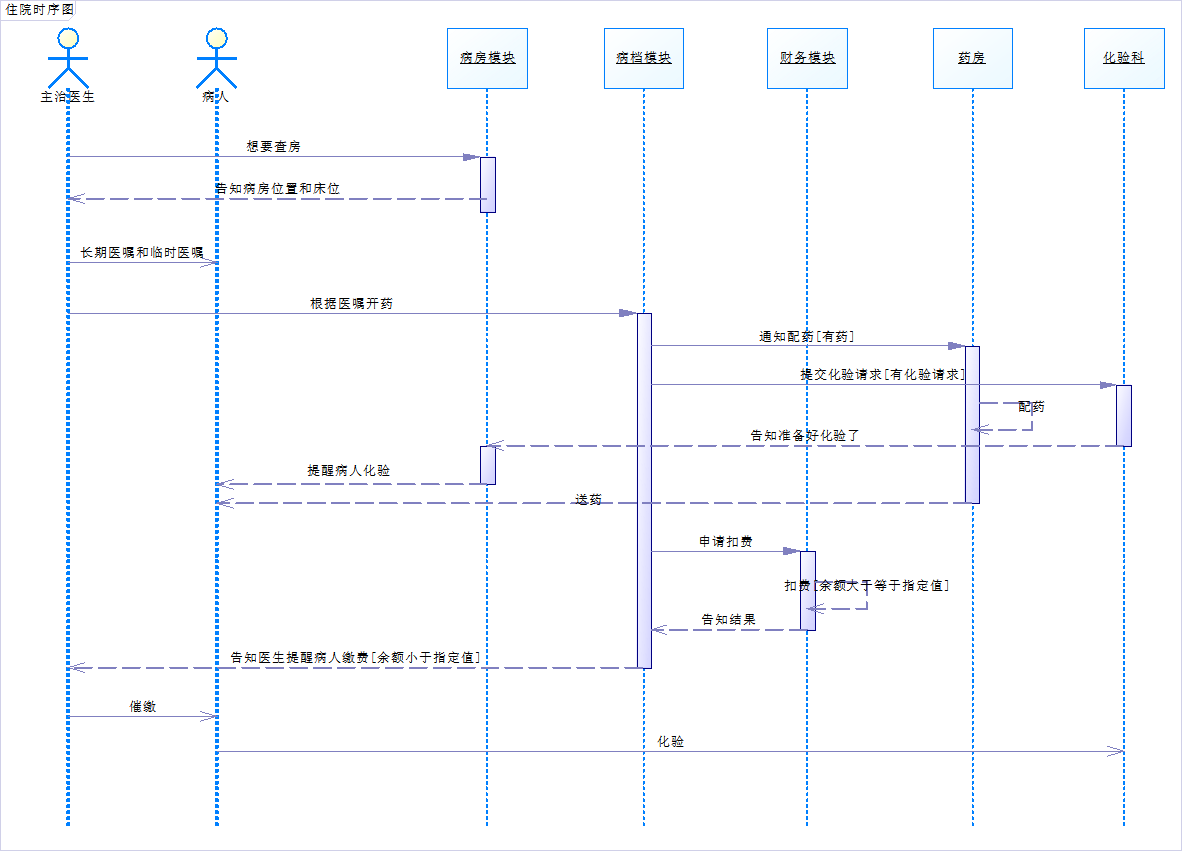 住院时序图
主治医生
病人
病房模块
病档模块
财务模块
药房
化验科
想要查房
告知病房位置和床位
长期医嘱和临时医嘱
根据医嘱开药
通知配药[有药]
提交化验请求[有化验请求]
配药
告知准备好化验了
提醒病人化验
送药
申请扣费
扣费[余额大于等于指定值]
告知结果
告知医生提醒病人缴费[余额小于指定值]
催缴
化验